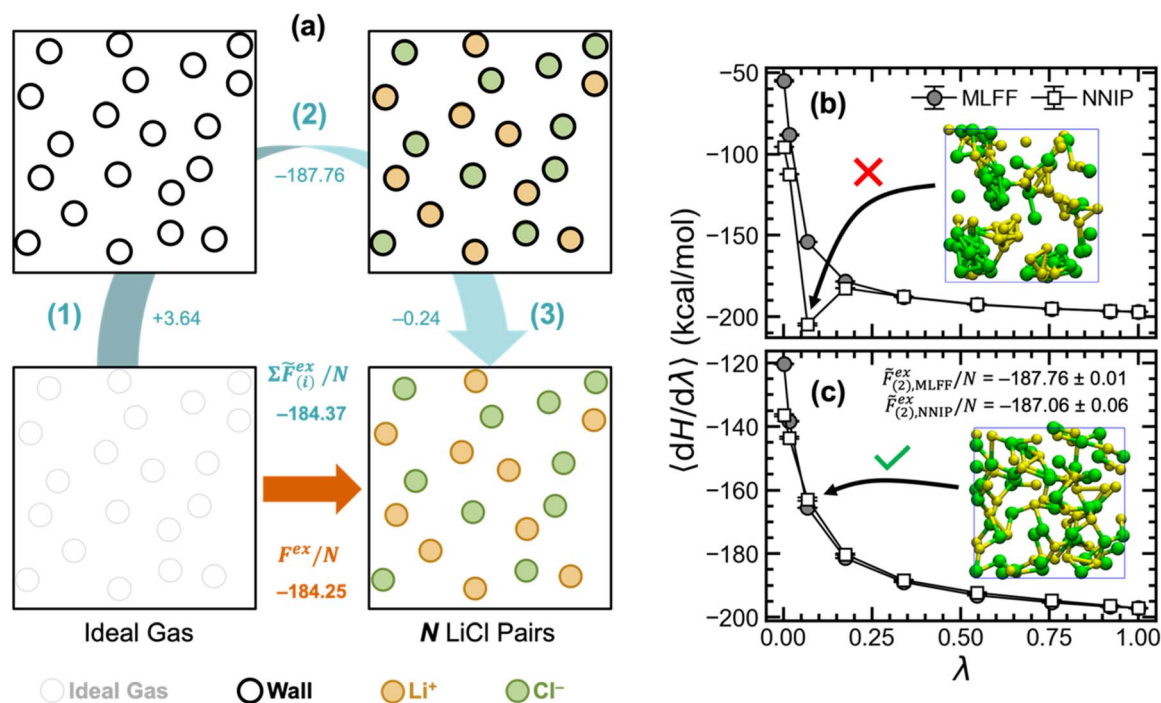 (a)
(2)
−187.76
(1)
+3.64
−0.24
(3)
ΣF̃ᵉˣ₍ᵢ₎/N
−184.37
Fᵉˣ/N
−184.25
Ideal Gas
N LiCl Pairs
Ideal Gas
Wall
Li⁺
Cl⁻
(b)
MLFF
NNIP
−50
−100
−150
−200
⟨dH/dλ⟩ (kcal/mol)
(c)
F̃ᵉˣ₍₂₎,MLFF/N = −187.76 ± 0.01
F̃ᵉˣ₍₂₎,NNIP/N = −187.06 ± 0.06
−120
−140
−160
−180
−200
0.00 0.25 0.50 0.75 1.00
λ